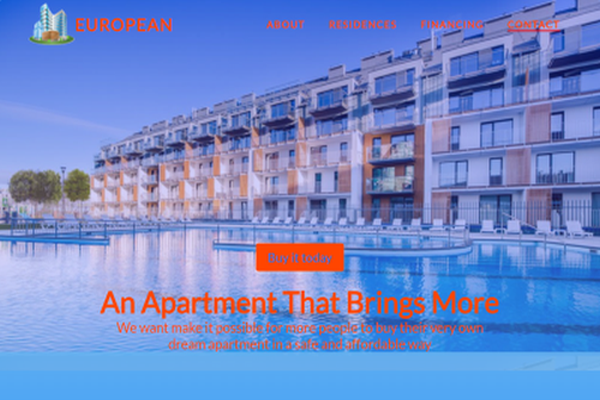 EUROPEAN
ABOUT RESIDENCES FINANCING CONTACT
Buy it today
An Apartment That Brings More
We want make it possible for more people to buy their very own
dream apartment in a safe and affordable way